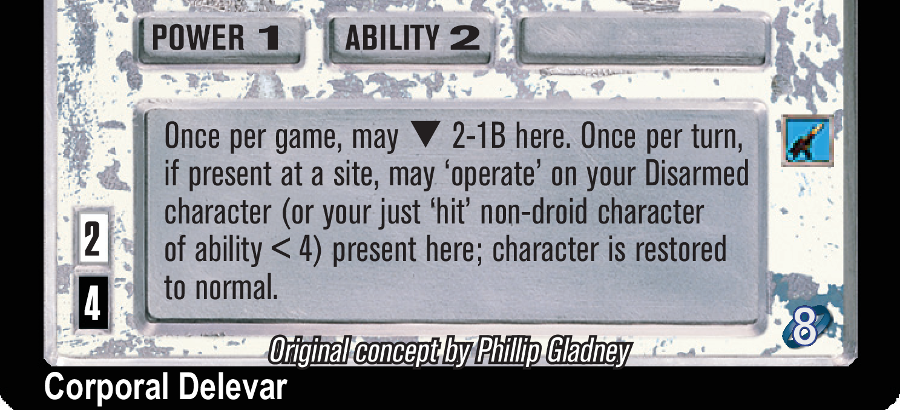 POWER 1 ABILITY 2
Once per game, may ▼ 2-1B here. Once per turn,
if present at a site, may ‘operate’ on your Disarmed
character (or your just ‘hit’ non-droid character
of ability < 4) present here; character is restored
to normal.
2
4
8
Original concept by Phillip Gladney
Corporal Delevar